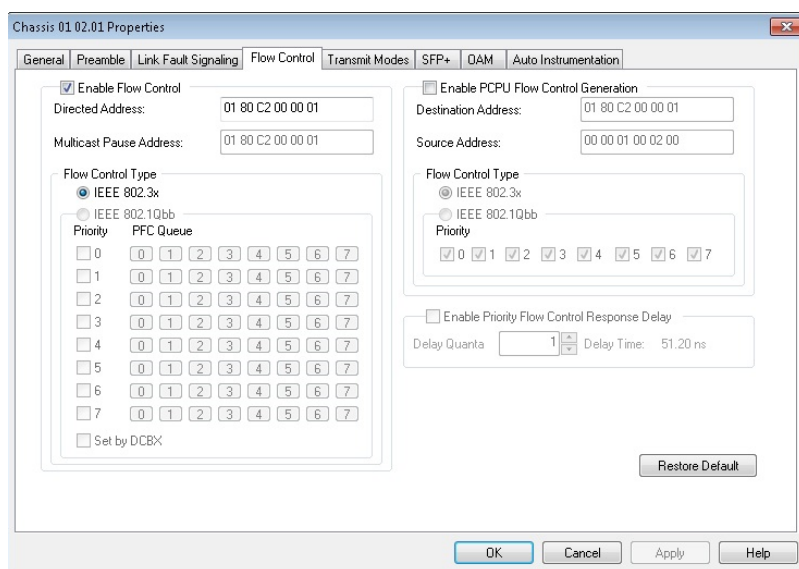 Chassis 01 02.01 Properties
General Preamble Link Fault Signaling Flow Control Transmit Modes SFP+ OAM Auto Instrumentation
Enable Flow Control
Directed Address: 01 80 C2 00 00 01
Multicast Pause Address: 01 80 C2 00 00 01
Flow Control Type
IEEE 802.3x
IEEE 802.1Qbb
Priority PFC Queue
0 0 1 2 3 4 5 6 7
1 0 1 2 3 4 5 6 7
2 0 1 2 3 4 5 6 7
3 0 1 2 3 4 5 6 7
4 0 1 2 3 4 5 6 7
5 0 1 2 3 4 5 6 7
6 0 1 2 3 4 5 6 7
7 0 1 2 3 4 5 6 7
Set by DCBX
Enable PCPU Flow Control Generation
Destination Address: 01 80 C2 00 00 01
Source Address: 00 00 01 00 02 00
Flow Control Type
IEEE 802.3x
IEEE 802.1Qbb
Priority
0 1 2 3 4 5 6 7
Enable Priority Flow Control Response Delay
Delay Quanta 1 Delay Time: 51.20 ns
Restore Default
OK Cancel Apply Help